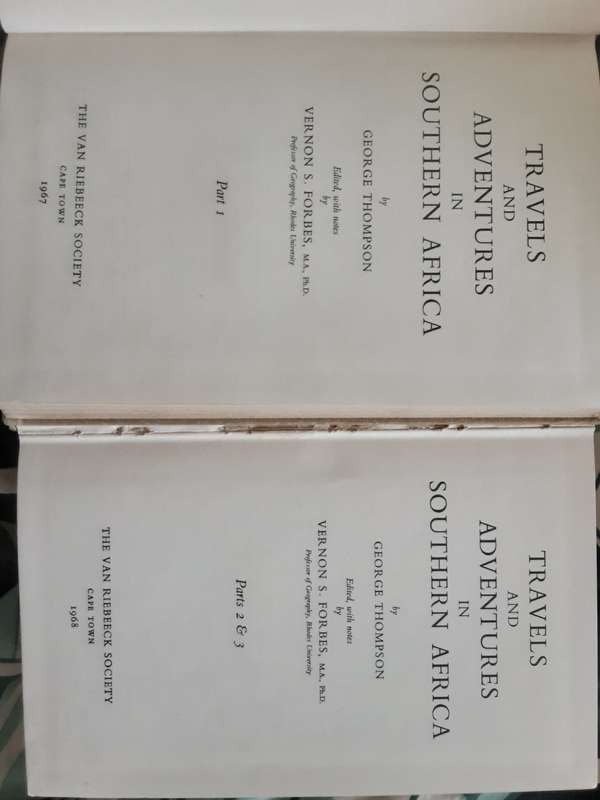 TRAVELS
AND
ADVENTURES
IN
SOUTHERN AFRICA
by
GEORGE THOMPSON
Edited, with notes
by
VERNON S. FORBES, M.A., Ph.D.
Professor of Geography, Rhodes University
Part 1
THE VAN RIEBEECK SOCIETY
CAPE TOWN
1967
TRAVELS
AND
ADVENTURES
IN
SOUTHERN AFRICA
by
GEORGE THOMPSON
Edited, with notes
by
VERNON S. FORBES, M.A., Ph.D.
Professor of Geography, Rhodes University
Parts 2 & 3
THE VAN RIEBEECK SOCIETY
CAPE TOWN
1968